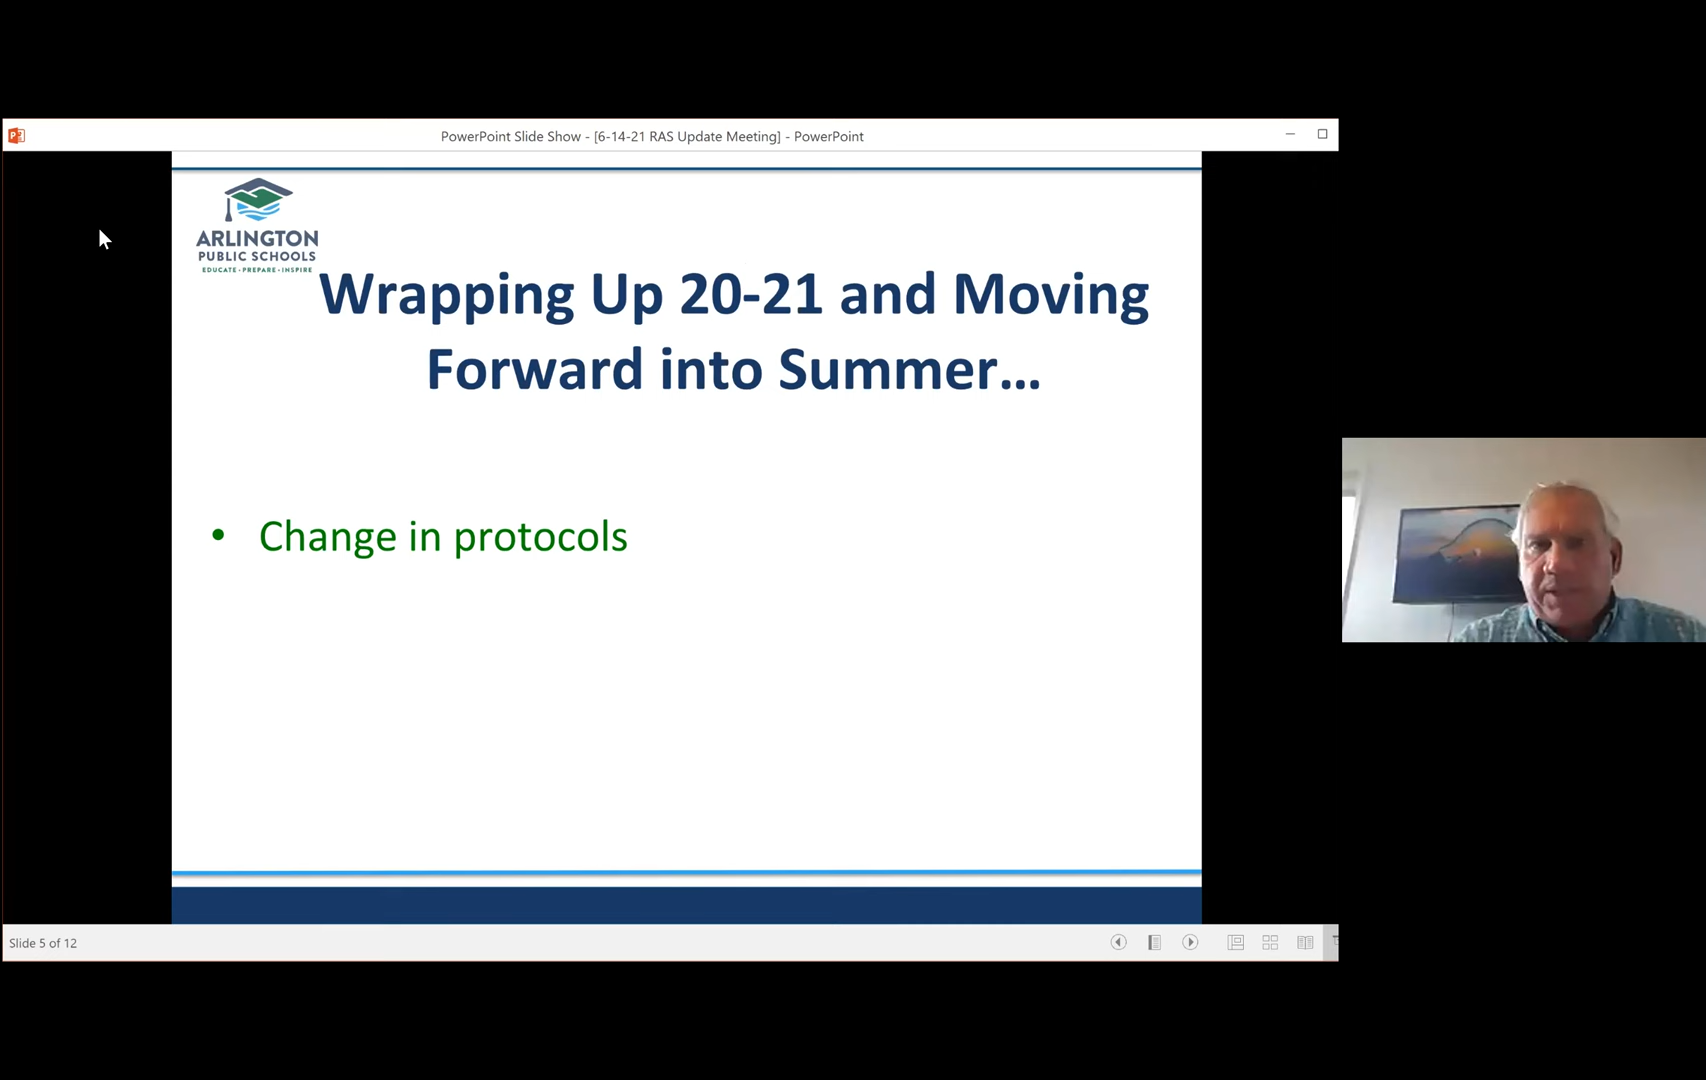 PowerPoint Slide Show - [6-14-21 RAS Update Meeting] - PowerPoint
ARLINGTON
PUBLIC SCHOOLS
EDUCATE · PREPARE · INSPIRE
Wrapping Up 20-21 and Moving
Forward into Summer...
• Change in protocols
Slide 5 of 12